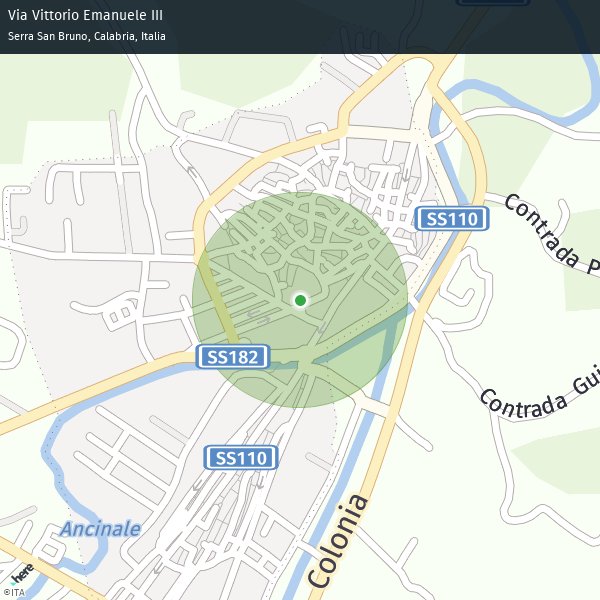 Via Vittorio Emanuele III
Serra San Bruno, Calabria, Italia
SS110
Contrada P
SS182
Contrada Gui
SS110
Colonia
Ancinale
here
©ITA